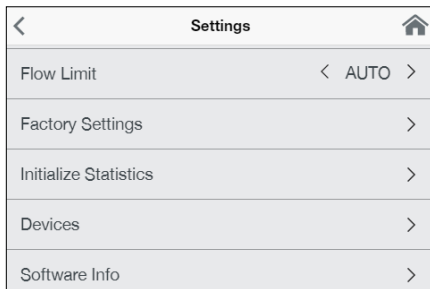 Settings
Flow Limit < AUTO >
Factory Settings >
Initialize Statistics >
Devices >
Software Info >